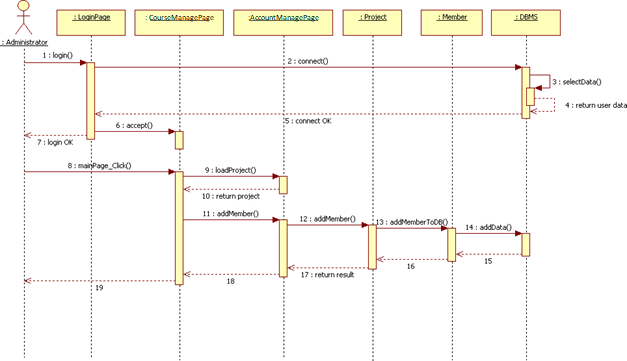 : LoginPage
: CourseManagePage
: AccountManagePage
: Project
: Member
: DBMS
: Administrator
1 : login()
2 : connect()
3 : selectData()
4 : return user data
5 : connect OK
6 : accept()
7 : login OK
8 : mainPage_Click()
9 : loadProject()
10 : return project
11 : addMember()
12 : addMember()
13 : addMemberToDB()
14 : addData()
15
16
17 : return result
18
19